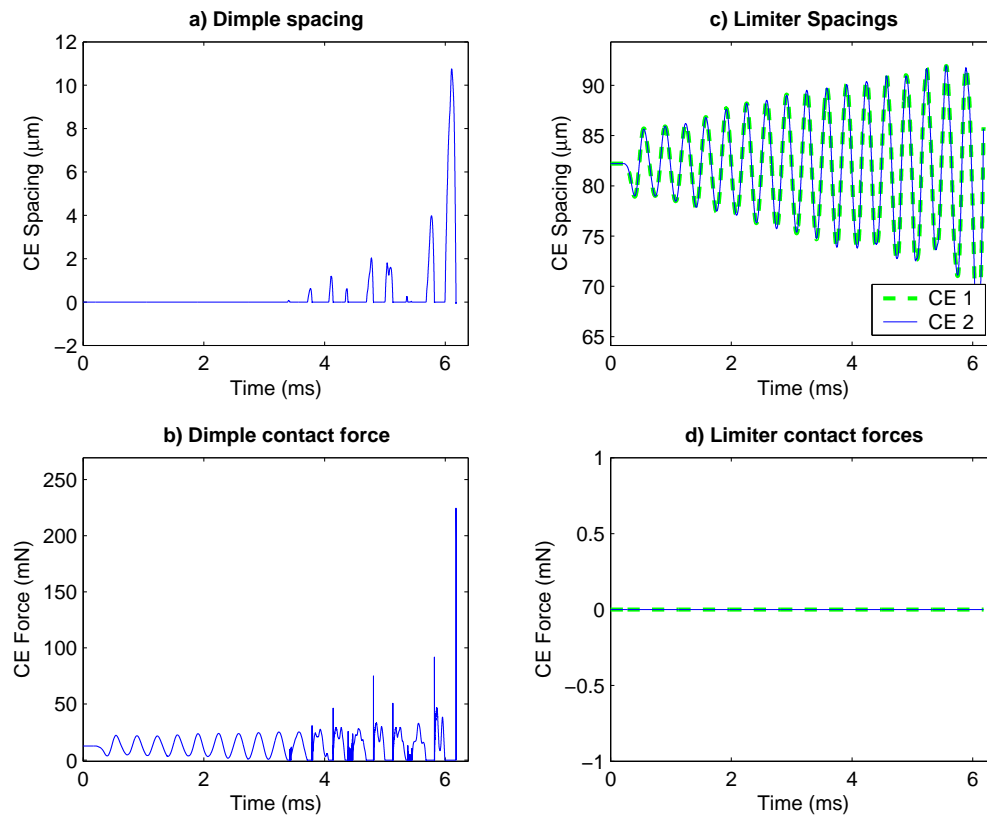 a) Dimple spacing
12
10
8
6
4
2
0
−2
CE Spacing (μm)
0 2 4 6
Time (ms)
c) Limiter Spacings
90
85
80
75
70
65
CE Spacing (μm)
CE 1
CE 2
0 2 4 6
Time (ms)
b) Dimple contact force
250
200
150
100
50
0
CE Force (mN)
0 2 4 6
Time (ms)
d) Limiter contact forces
1
0.5
0
−0.5
−1
CE Force (mN)
0 2 4 6
Time (ms)